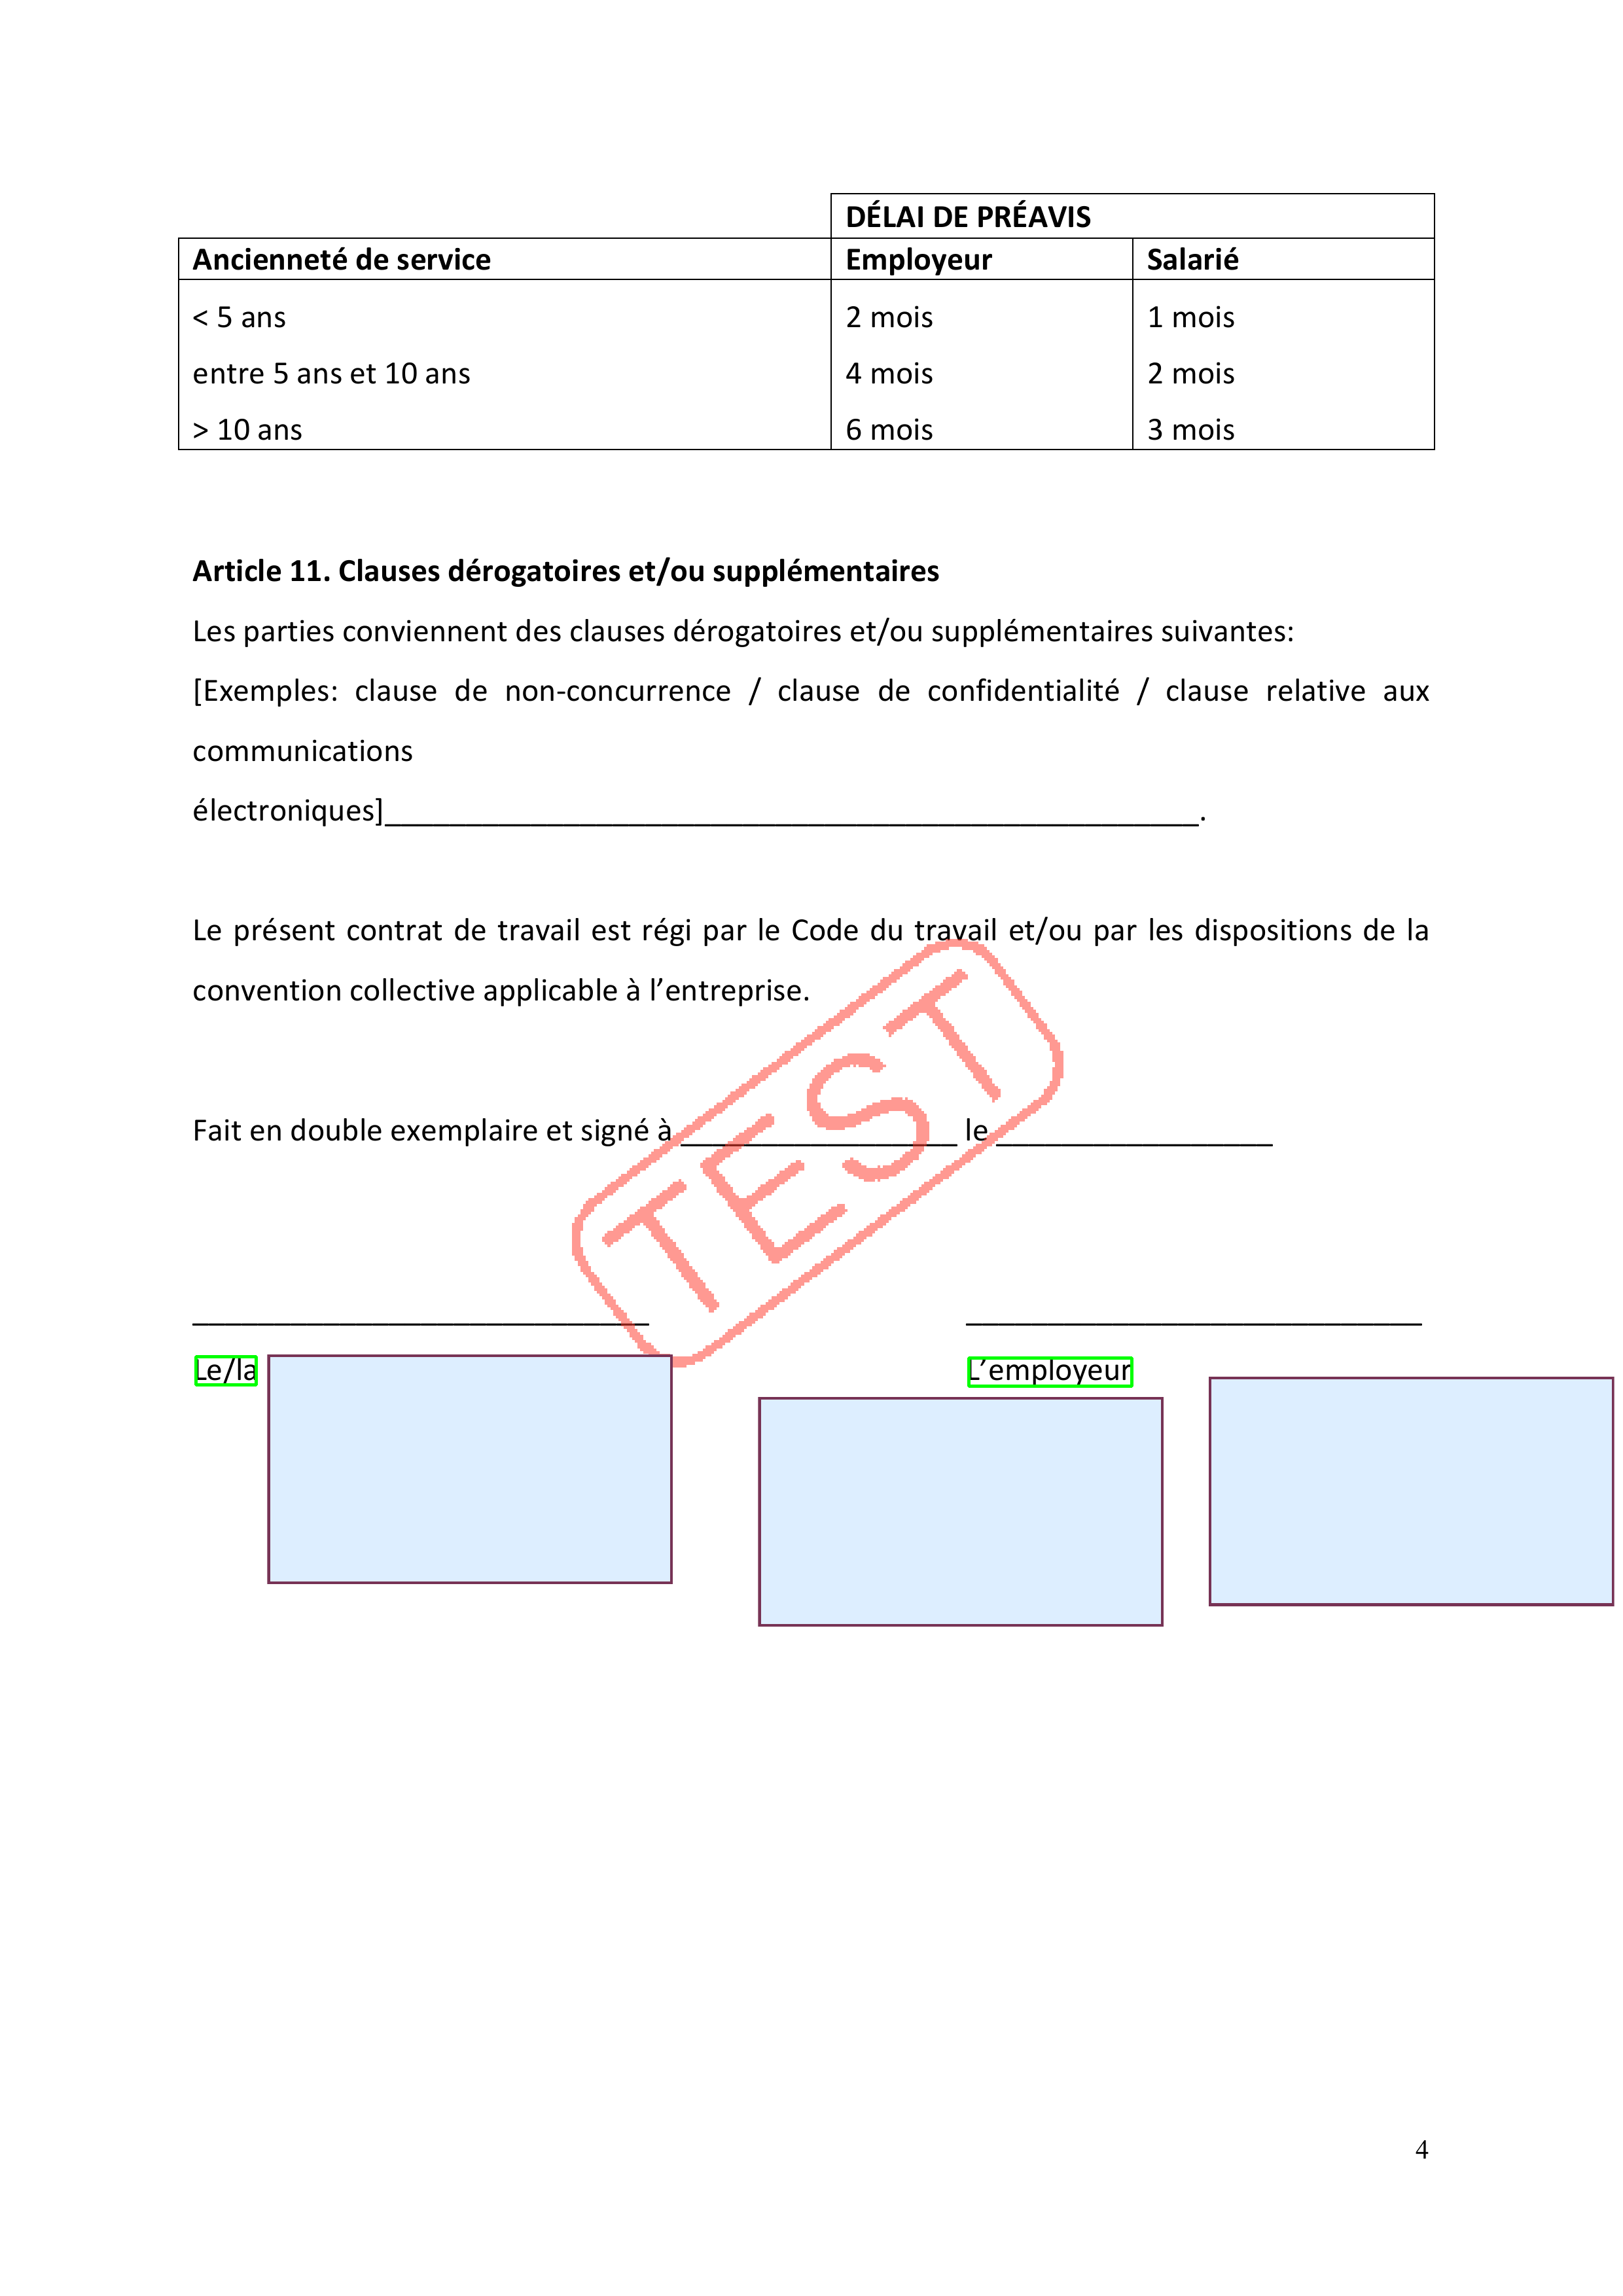 DÉLAI DE PRÉAVIS
Ancienneté de service Employeur Salarié
< 5 ans 2 mois 1 mois
entre 5 ans et 10 ans 4 mois 2 mois
> 10 ans 6 mois 3 mois
Article 11. Clauses dérogatoires et/ou supplémentaires
Les parties conviennent des clauses dérogatoires et/ou supplémentaires suivantes:
[Exemples: clause de non-concurrence / clause de confidentialité / clause relative aux
communications
électroniques]__________________________________________________.
Le présent contrat de travail est régi par le Code du travail et/ou par les dispositions de la
convention collective applicable à l’entreprise.
Fait en double exemplaire et signé à _________________ le _________________
TEST
____________________________ ____________________________
Le/la L’employeur
4